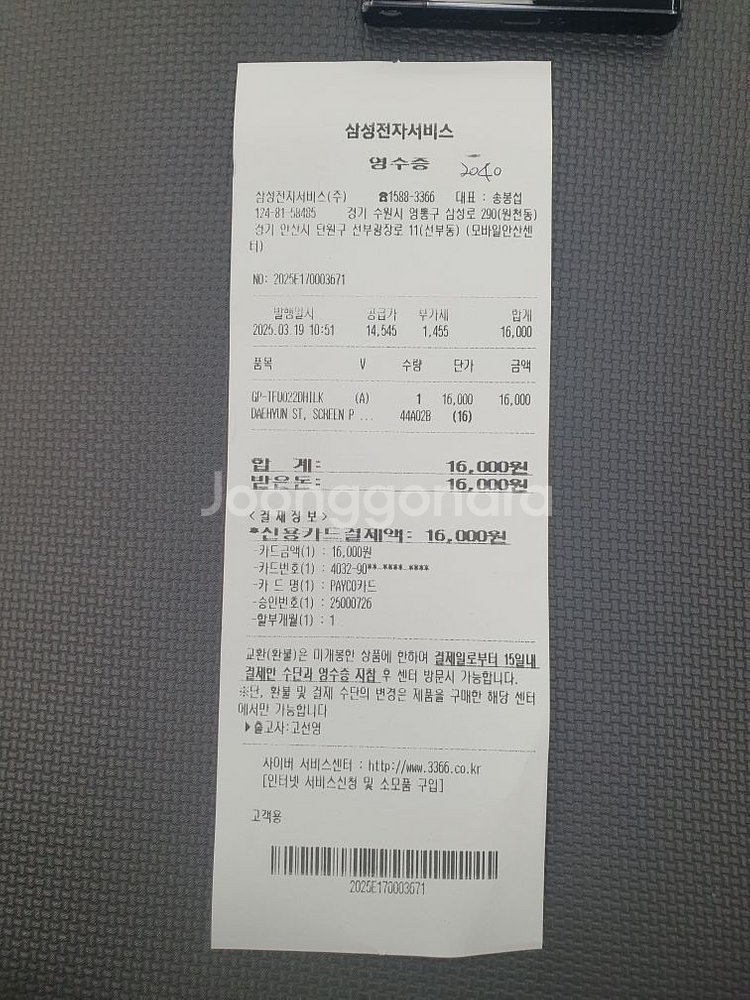 삼성전자서비스
영수증 2040
삼성전자서비스(주) ☎1588-3366 대표 : 송봉섭
124-81-58485 경기 수원시 영통구 삼성로 290(원천동)
경기 안산시 단원구 선부광장로 11(선부동) (모바일안산센
터)
NO: 2025E170003671
발행일시 공급가 부가세 합계
2025.03.19 10:51 14,545 1,455 16,000
품목 V 수량 단가 금액
GP-TFU022DHILK (A) 1 16,000 16,000
DAEHYUN ST, SCREEN P ... 44A02B (16)
합 계: 16,000원
받은돈: 16,000원
Joonggonara
<결제정보>
*신용카드결제액: 16,000원
-카드금액(1) : 16,000원
-카드번호(1) : 4032-90**-****-****
-카 드 명(1) : PAYCO카드
-승인번호(1) : 25000726
-할부개월(1) : 1
교환(환불)은 미개봉한 상품에 한하여 결제일로부터 15일내
결제한 수단과 영수증 지참 후 센터 방문시 가능합니다.
※단, 환불 및 결제 수단의 변경은 제품을 구매한 해당 센터
에서만 가능합니다
▶출고사:고선영
사이버 서비스센터 : http://www.3366.co.kr
[인터넷 서비스신청 및 소모품 구입]
고객용
2025E170003671